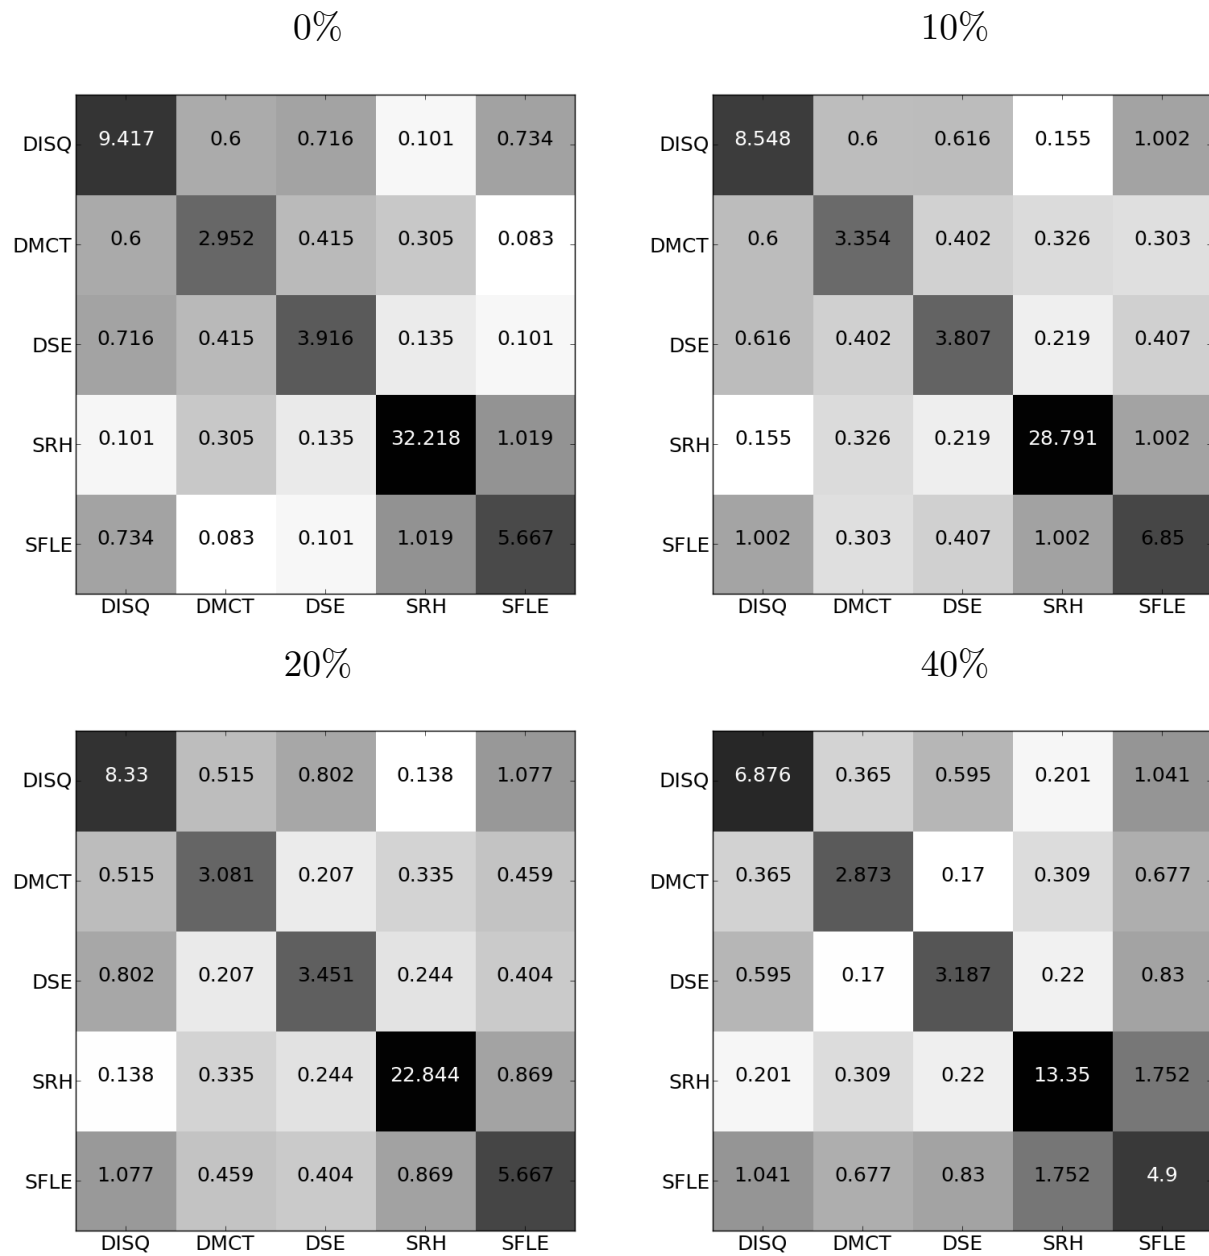 0% 10%
DISQ 9.417 0.6 0.716 0.101 0.734 DISQ 8.548 0.6 0.616 0.155 1.002
DMCT 0.6 2.952 0.415 0.305 0.083 DMCT 0.6 3.354 0.402 0.326 0.303
DSE 0.716 0.415 3.916 0.135 0.101 DSE 0.616 0.402 3.807 0.219 0.407
SRH 0.101 0.305 0.135 32.218 1.019 SRH 0.155 0.326 0.219 28.791 1.002
SFLE 0.734 0.083 0.101 1.019 5.667 SFLE 1.002 0.303 0.407 1.002 6.85
DISQ DMCT DSE SRH SFLE DISQ DMCT DSE SRH SFLE
20% 40%
DISQ 8.33 0.515 0.802 0.138 1.077 DISQ 6.876 0.365 0.595 0.201 1.041
DMCT 0.515 3.081 0.207 0.335 0.459 DMCT 0.365 2.873 0.17 0.309 0.677
DSE 0.802 0.207 3.451 0.244 0.404 DSE 0.595 0.17 3.187 0.22 0.83
SRH 0.138 0.335 0.244 22.844 0.869 SRH 0.201 0.309 0.22 13.35 1.752
SFLE 1.077 0.459 0.404 0.869 5.667 SFLE 1.041 0.677 0.83 1.752 4.9
DISQ DMCT DSE SRH SFLE DISQ DMCT DSE SRH SFLE